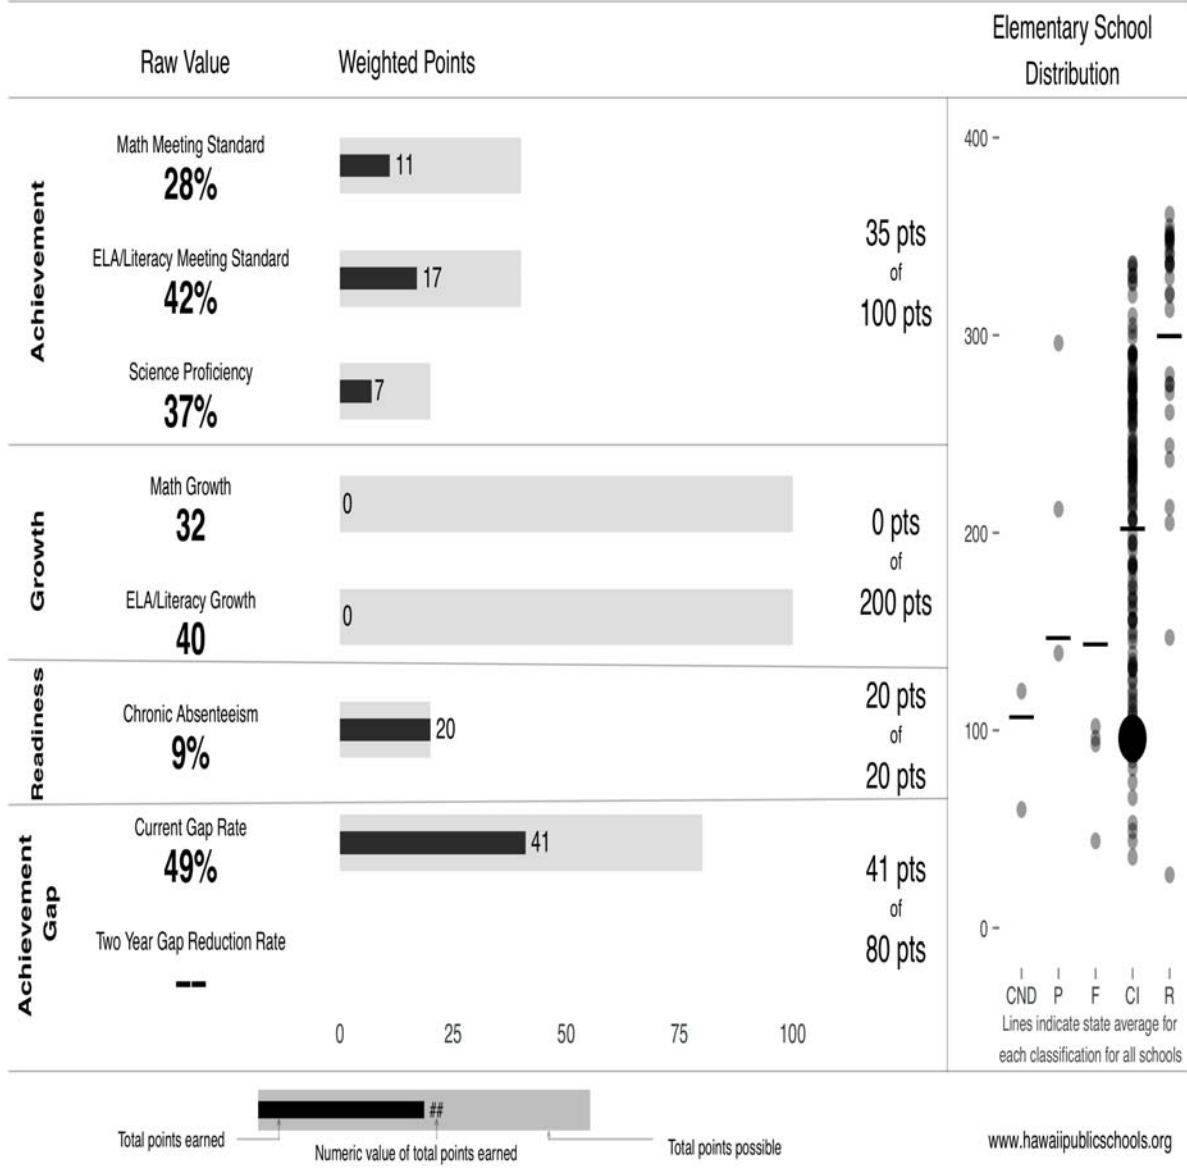 Raw Value
Weighted Points
Elementary School
Distribution
Achievement
Math Meeting Standard
28%
11
ELA/Literacy Meeting Standard
42%
17
Science Proficiency
37%
7
35 pts
of
100 pts
Growth
Math Growth
32
0
ELA/Literacy Growth
40
0
0 pts
of
200 pts
Readiness
Chronic Absenteeism
9%
20
20 pts
of
20 pts
Achievement
Gap
Current Gap Rate
49%
41
Two Year Gap Reduction Rate
--
41 pts
of
80 pts
0 25 50 75 100
400
300
200
100
0
CND P F CI R
Lines indicate state average for
each classification for all schools
##
Total points earned
Numeric value of total points earned
Total points possible
www.hawaiipublicschools.org